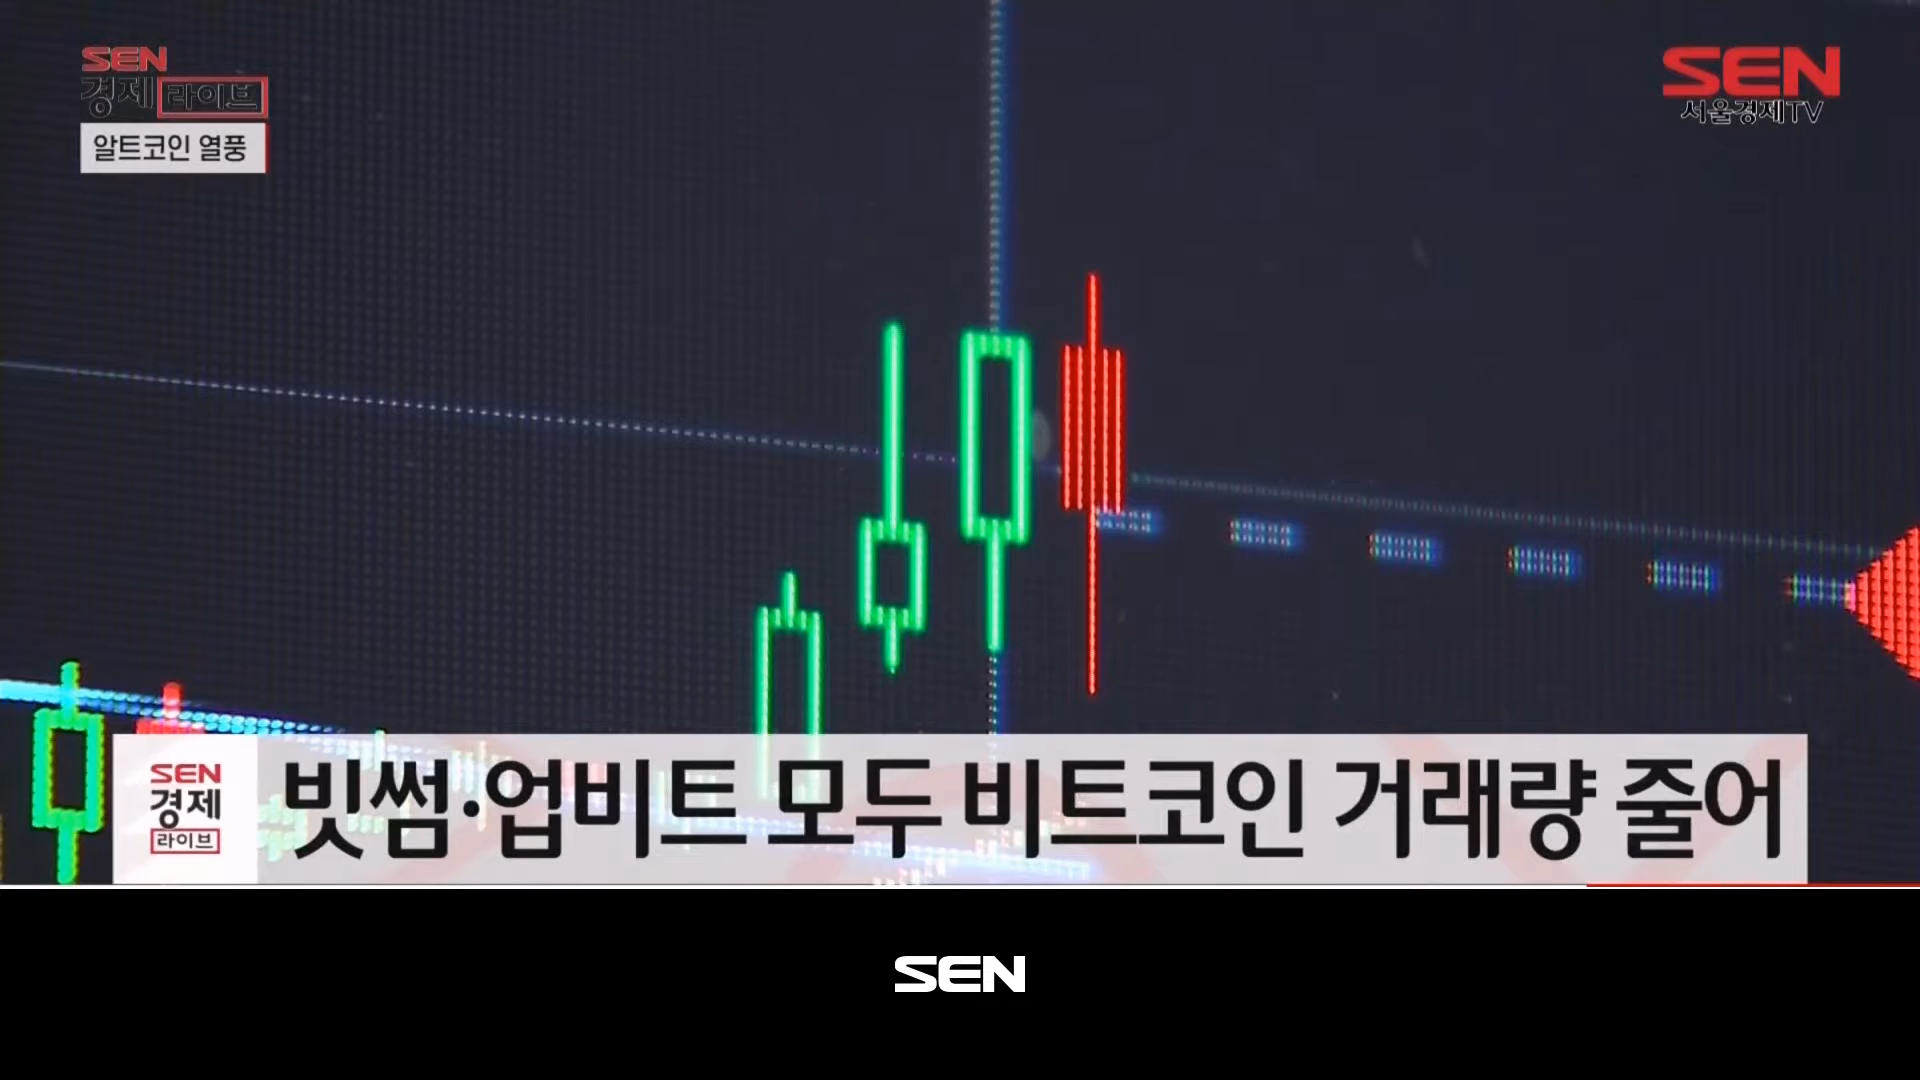 SEN
경제 라이브
알트코인 열풍
SEN
서울경제TV
SEN
경제
라이브
빗썸·업비트 모두 비트코인 거래량 줄어
SEN